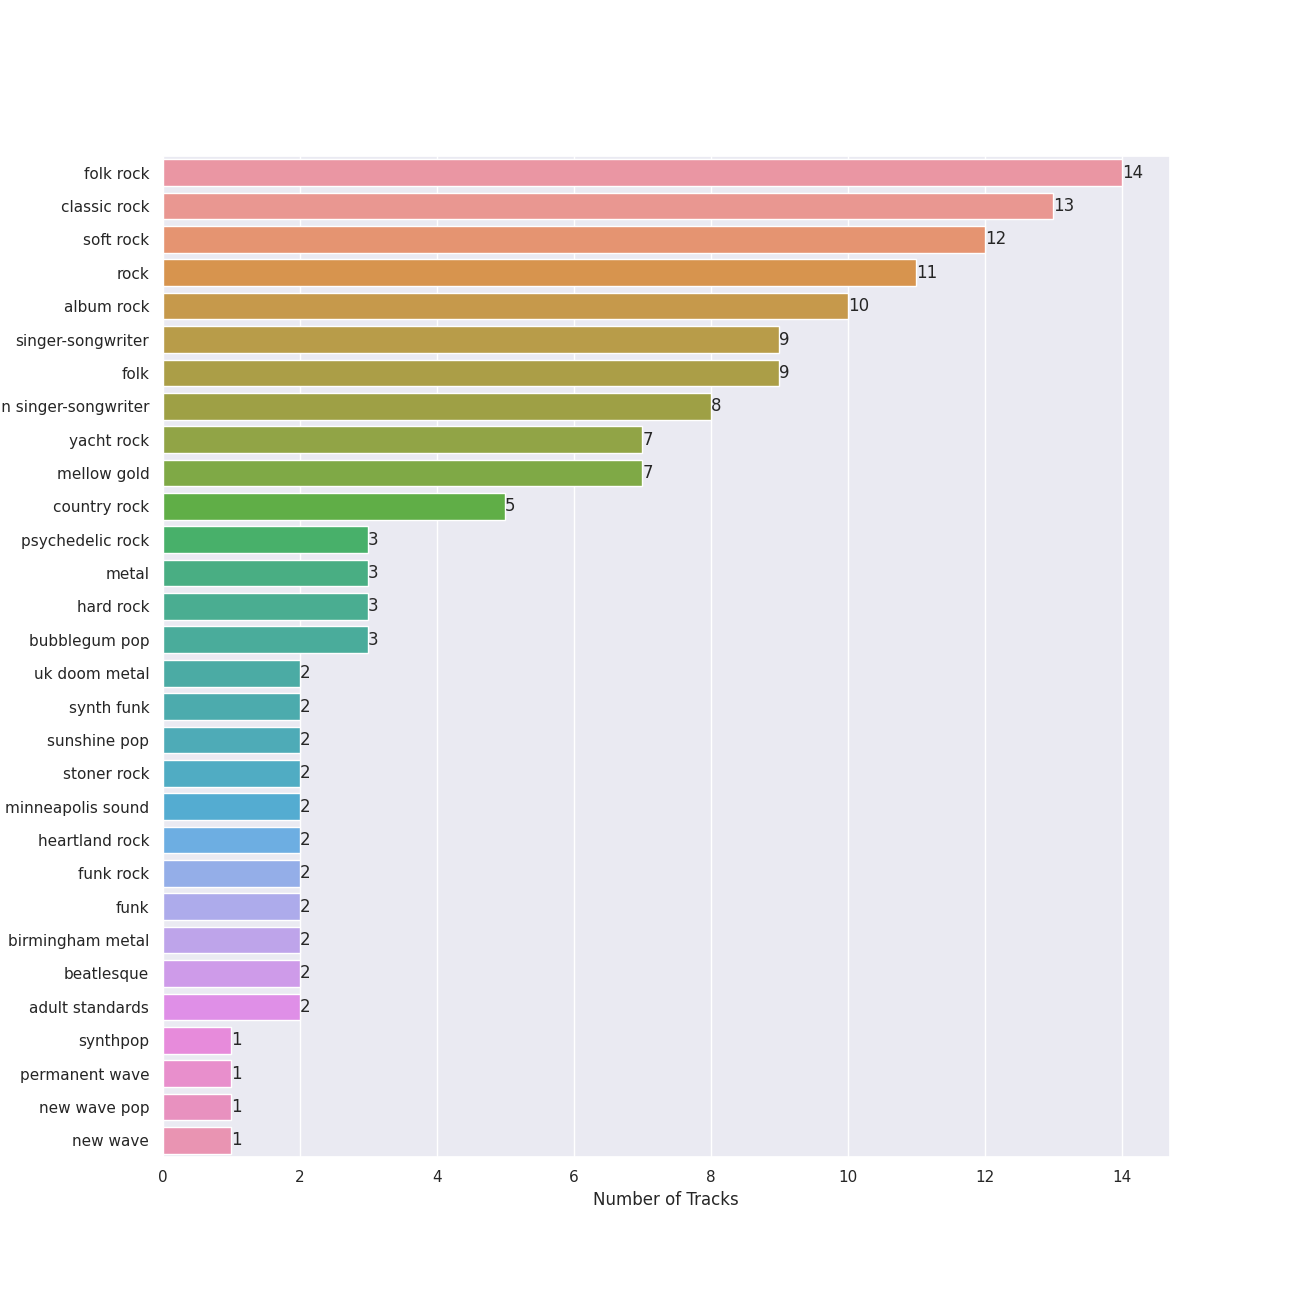 folk rock 14
classic rock 13
soft rock 12
rock 11
album rock 10
singer-songwriter 9
folk 9
n singer-songwriter 8
yacht rock 7
mellow gold 7
country rock 5
psychedelic rock 3
metal 3
hard rock 3
bubblegum pop 3
uk doom metal 2
synth funk 2
sunshine pop 2
stoner rock 2
minneapolis sound 2
heartland rock 2
funk rock 2
funk 2
birmingham metal 2
beatlesque 2
adult standards 2
synthpop 1
permanent wave 1
new wave pop 1
new wave 1
0 2 4 6 8 10 12 14
Number of Tracks